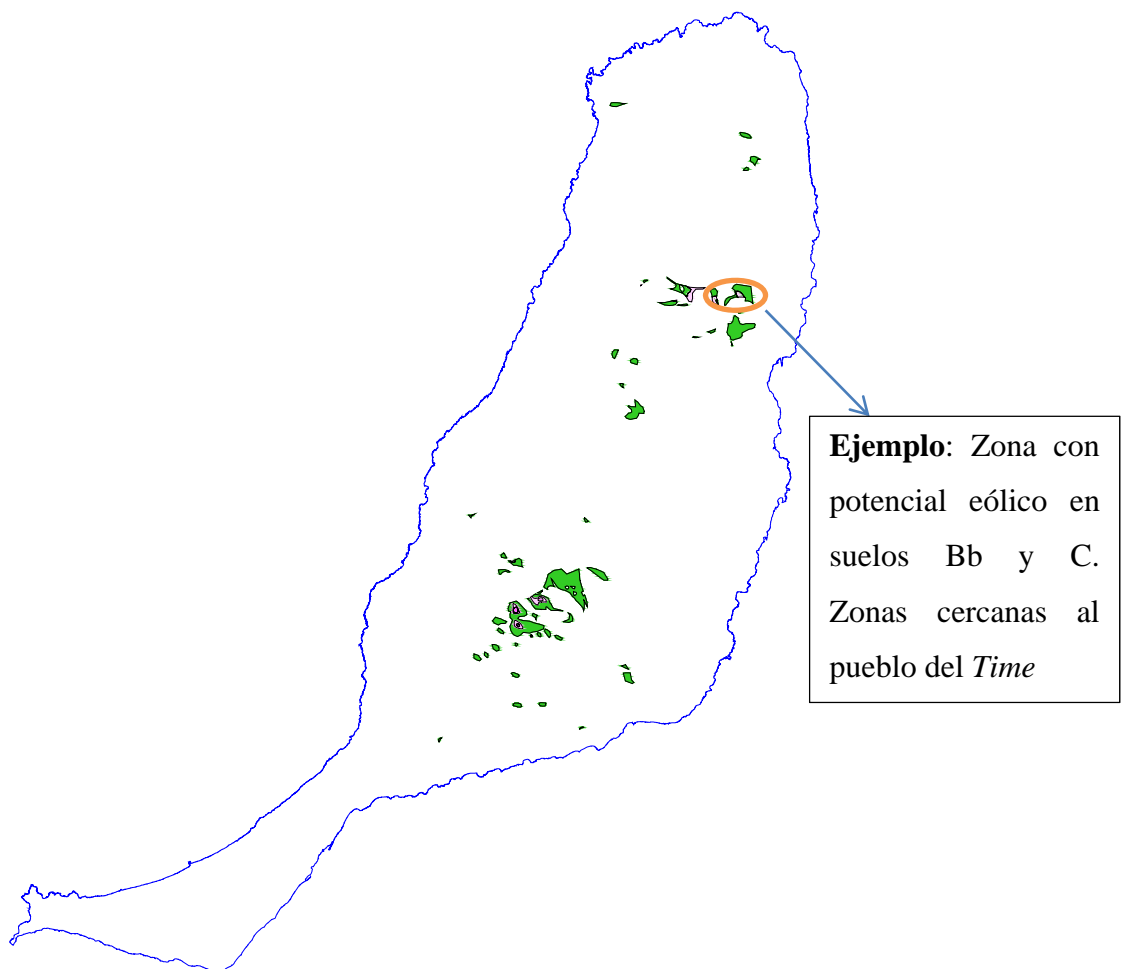 Ejemplo: Zona con
potencial eólico en
suelos Bb y C.
Zonas cercanas al
pueblo del Time